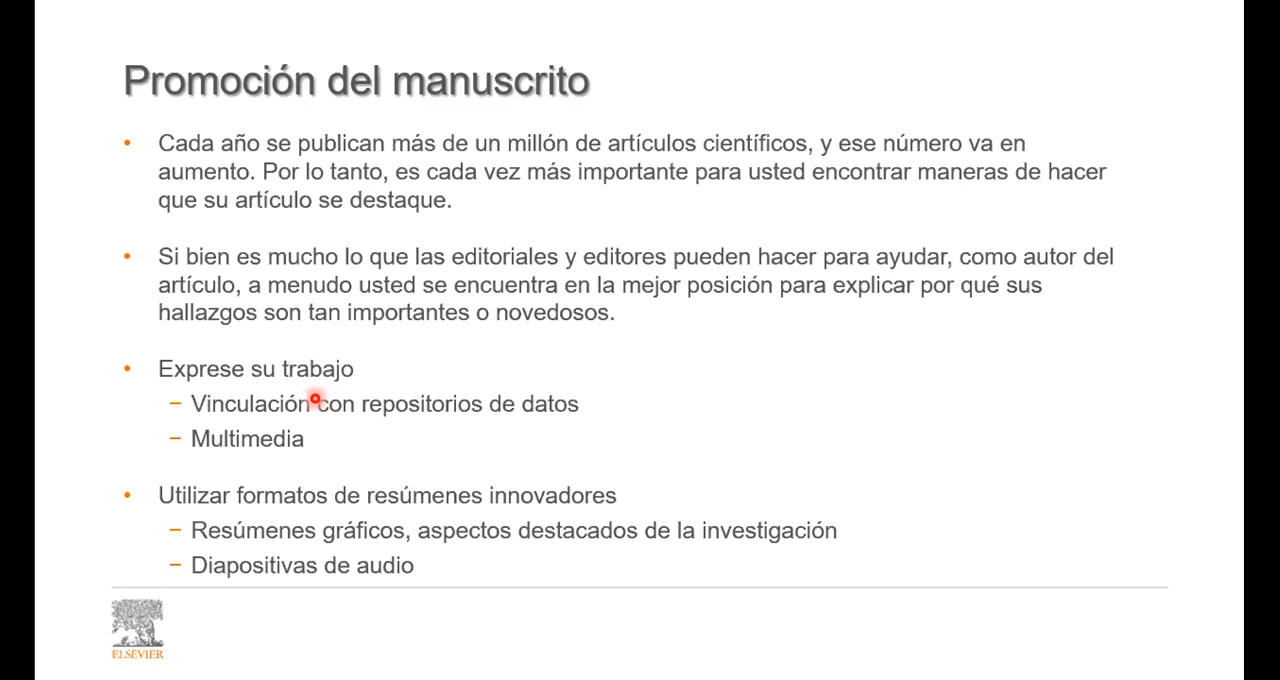 Promoción del manuscrito
• Cada año se publican más de un millón de artículos científicos, y ese número va en
aumento. Por lo tanto, es cada vez más importante para usted encontrar maneras de hacer
que su artículo se destaque.
• Si bien es mucho lo que las editoriales y editores pueden hacer para ayudar, como autor del
artículo, a menudo usted se encuentra en la mejor posición para explicar por qué sus
hallazgos son tan importantes o novedosos.
• Exprese su trabajo
− Vinculación con repositorios de datos
− Multimedia
• Utilizar formatos de resúmenes innovadores
− Resúmenes gráficos, aspectos destacados de la investigación
− Diapositivas de audio
ELSEVIER